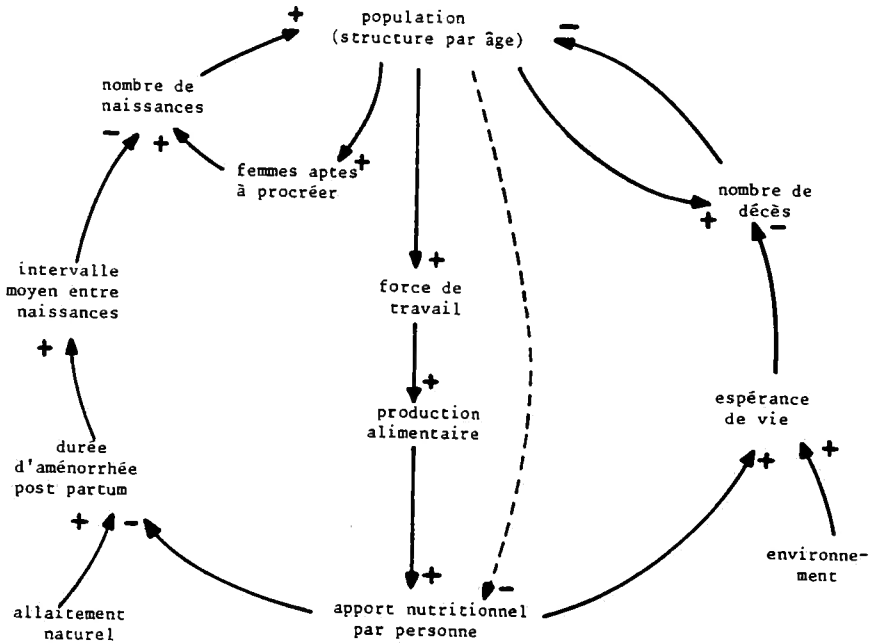 population
(structure par âge)
nombre de
naissances
femmes aptes
à procréer
nombre de
décès
intervalle
moyen entre
naissances
force de
travail
production
alimentaire
espérance
de vie
durée
d'aménorrhée
post partum
environne-
ment
allaitement
naturel
apport nutritionnel
par personne